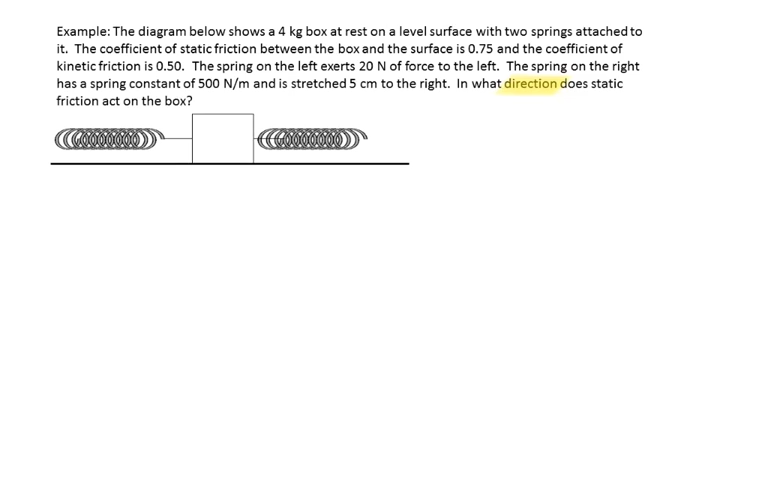 Example: The diagram below shows a 4 kg box at rest on a level surface with two springs attached to
it.  The coefficient of static friction between the box and the surface is 0.75 and the coefficient of
kinetic friction is 0.50.  The spring on the left exerts 20 N of force to the left.  The spring on the right
has a spring constant of 500 N/m and is stretched 5 cm to the right.  In what direction does static
friction act on the box?